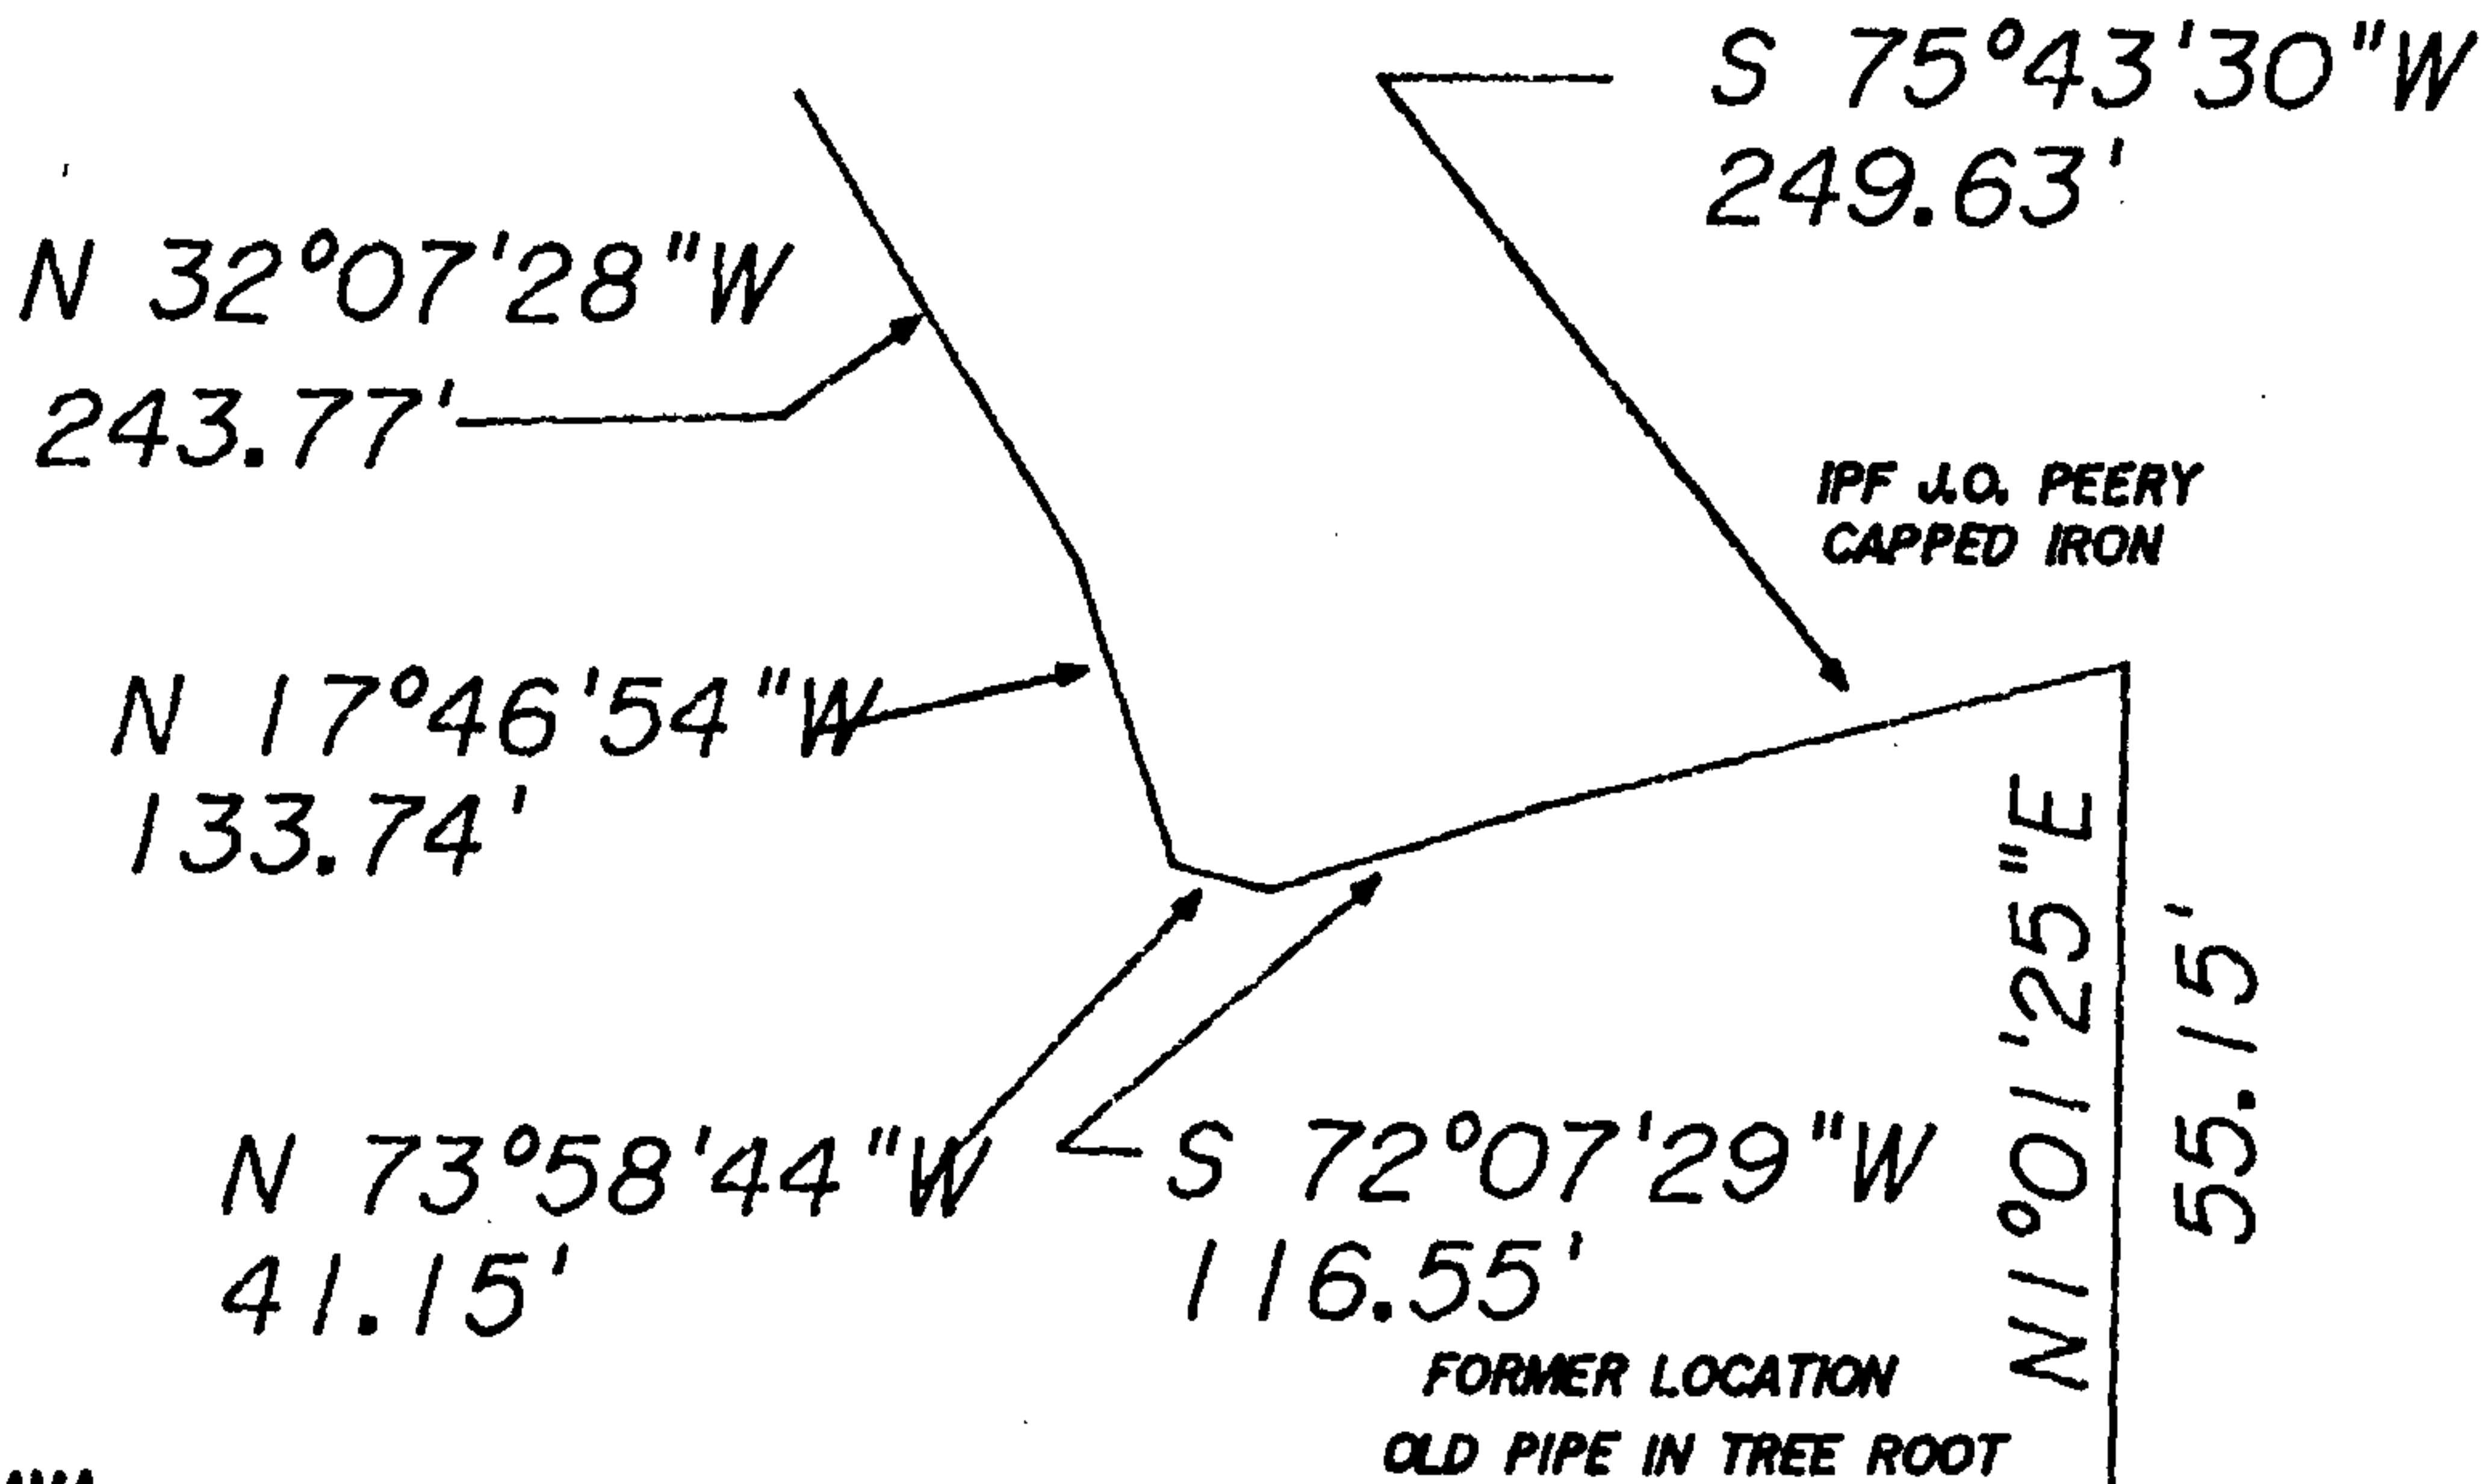 S 75°43'30"W
249.63'
N 32°07'28"W
243.77'
IPF J.O. PEERY
CAPPED IRON
N 17°46'54"W
133.74'
N1°01'25"E
55.15'
N 73°58'44"W
41.15'
S 72°07'29"W
116.55'
FORMER LOCATION
OLD PIPE IN TREE ROOT